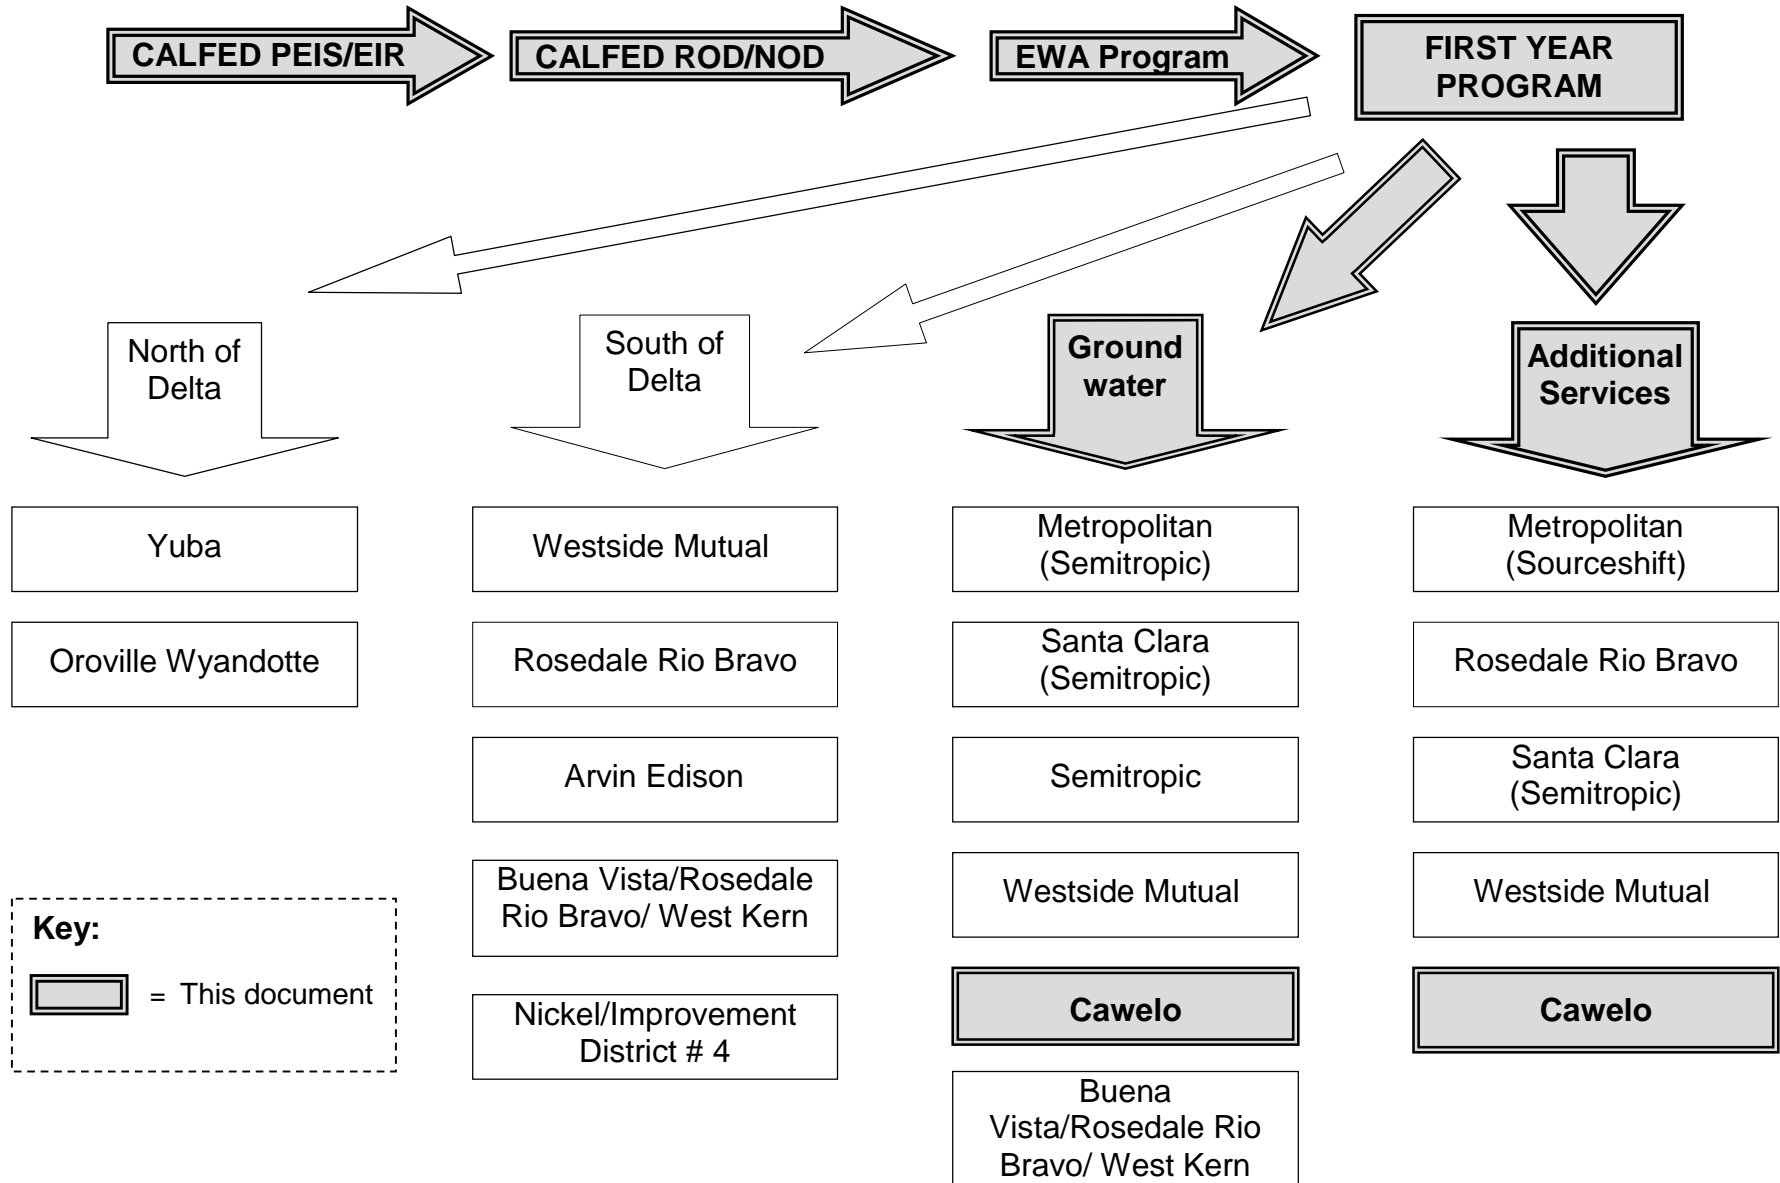 CALFED PEIS/EIR
CALFED ROD/NOD
EWA Program
FIRST YEAR
PROGRAM
North of
Delta
South of
Delta
Ground
water
Additional
Services
Yuba
Oroville Wyandotte
Westside Mutual
Rosedale Rio Bravo
Arvin Edison
Buena Vista/Rosedale
Rio Bravo/ West Kern
Nickel/Improvement
District # 4
Metropolitan
(Semitropic)
Santa Clara
(Semitropic)
Semitropic
Westside Mutual
Cawelo
Buena
Vista/Rosedale Rio
Bravo/ West Kern
Metropolitan
(Sourceshift)
Rosedale Rio Bravo
Santa Clara
(Semitropic)
Westside Mutual
Cawelo
Key:
= This document